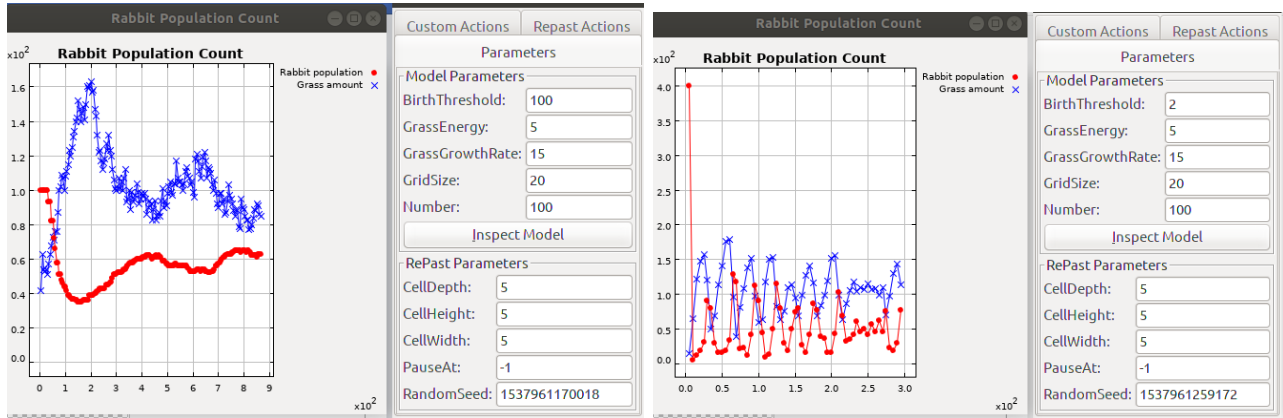 Rabbit Population Count
Rabbit Population Count
x10²
Rabbit population
Grass amount
1.6
1.4
1.2
1.0
0.8
0.6
0.4
0.2
0.0
0 1 2 3 4 5 6 7 8 9
x10²
Custom Actions Repast Actions
Parameters
Model Parameters
BirthThreshold: 100
GrassEnergy: 5
GrassGrowthRate: 15
GridSize: 20
Number: 100
Inspect Model
RePast Parameters
CellDepth: 5
CellHeight: 5
CellWidth: 5
PauseAt: -1
RandomSeed: 1537961170018
Rabbit Population Count
Rabbit Population Count
x10²
Rabbit population
Grass amount
4.0
3.5
3.0
2.5
2.0
1.5
1.0
0.5
0.0
0.0 0.5 1.0 1.5 2.0 2.5 3.0
x10²
Custom Actions Repast Actions
Parameters
Model Parameters
BirthThreshold: 2
GrassEnergy: 5
GrassGrowthRate: 15
GridSize: 20
Number: 100
Inspect Model
RePast Parameters
CellDepth: 5
CellHeight: 5
CellWidth: 5
PauseAt: -1
RandomSeed: 1537961259172